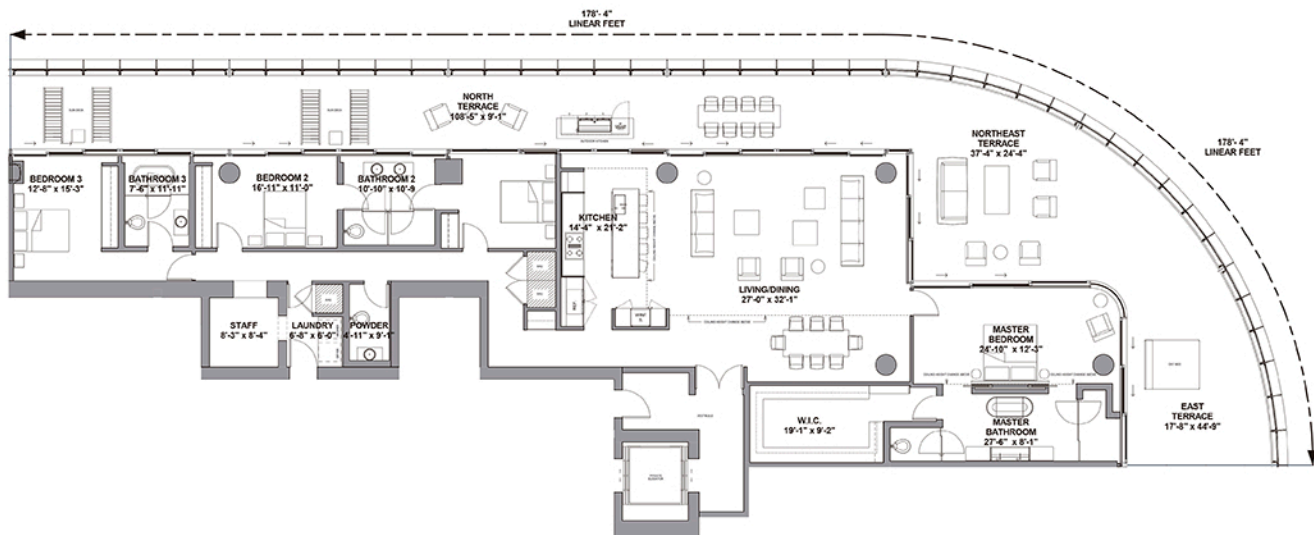 178'- 4"
LINEAR FEET
NORTH
TERRACE
108'-5" x 9'-1"
NORTHEAST
TERRACE
37'-4" x 24'-4"
178'- 4"
LINEAR FEET
BEDROOM 3
12'-8" x 15'-3"
BATHROOM 3
7'-6" x 11'-11"
BEDROOM 2
16'-11" x 11'-0"
BATHROOM 2
10'-10" x 10'-9
KITCHEN
14'-4" x 21'-2"
LIVING/DINING
27'-0" x 32'-1"
STAFF
8'-3" x 8'-4"
LAUNDRY
6'-8" x 6'-0"
POWDER
4'-11" x 9'-1"
MASTER
BEDROOM
24'-10" x 12'-3"
EAST
TERRACE
17'-8" x 44'-9"
W.I.C.
19'-1" x 9'-2"
MASTER
BATHROOM
27'-6" x 8'-1"